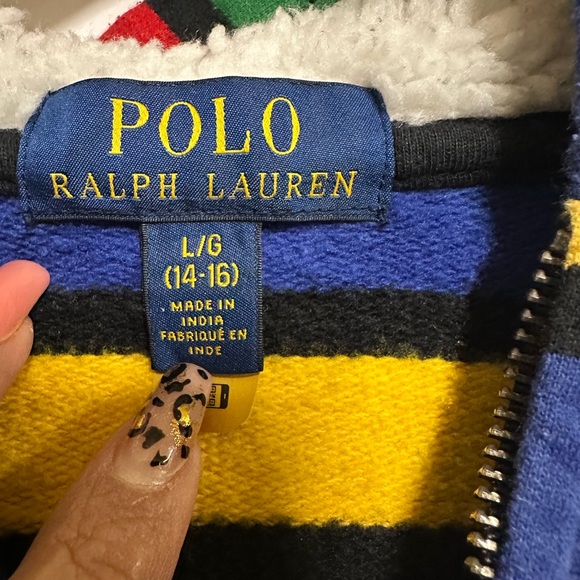 POLO
RALPH LAUREN
L/G
(14-16)
MADE IN
INDIA
FABRIQUÉ EN
INDE